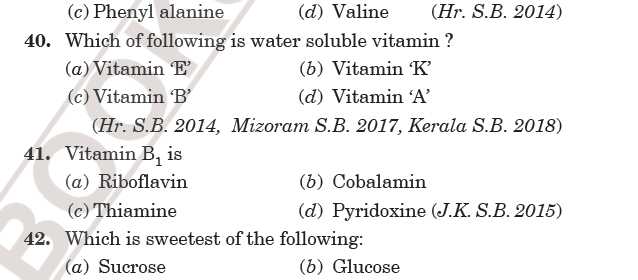 (c) Phenyl alanine (d) Valine (Hr. S.B. 2014)
40. Which of following is water soluble vitamin ?
(a) Vitamin ‘E’ (b) Vitamin ‘K’
(c) Vitamin ‘B’ (d) Vitamin ‘A’
(Hr. S.B. 2014, Mizoram S.B. 2017, Kerala S.B. 2018)
41. Vitamin B₁ is
(a) Riboflavin (b) Cobalamin
(c) Thiamine (d) Pyridoxine (J.K. S.B. 2015)
42. Which is sweetest of the following:
(a) Sucrose (b) Glucose
BOOK